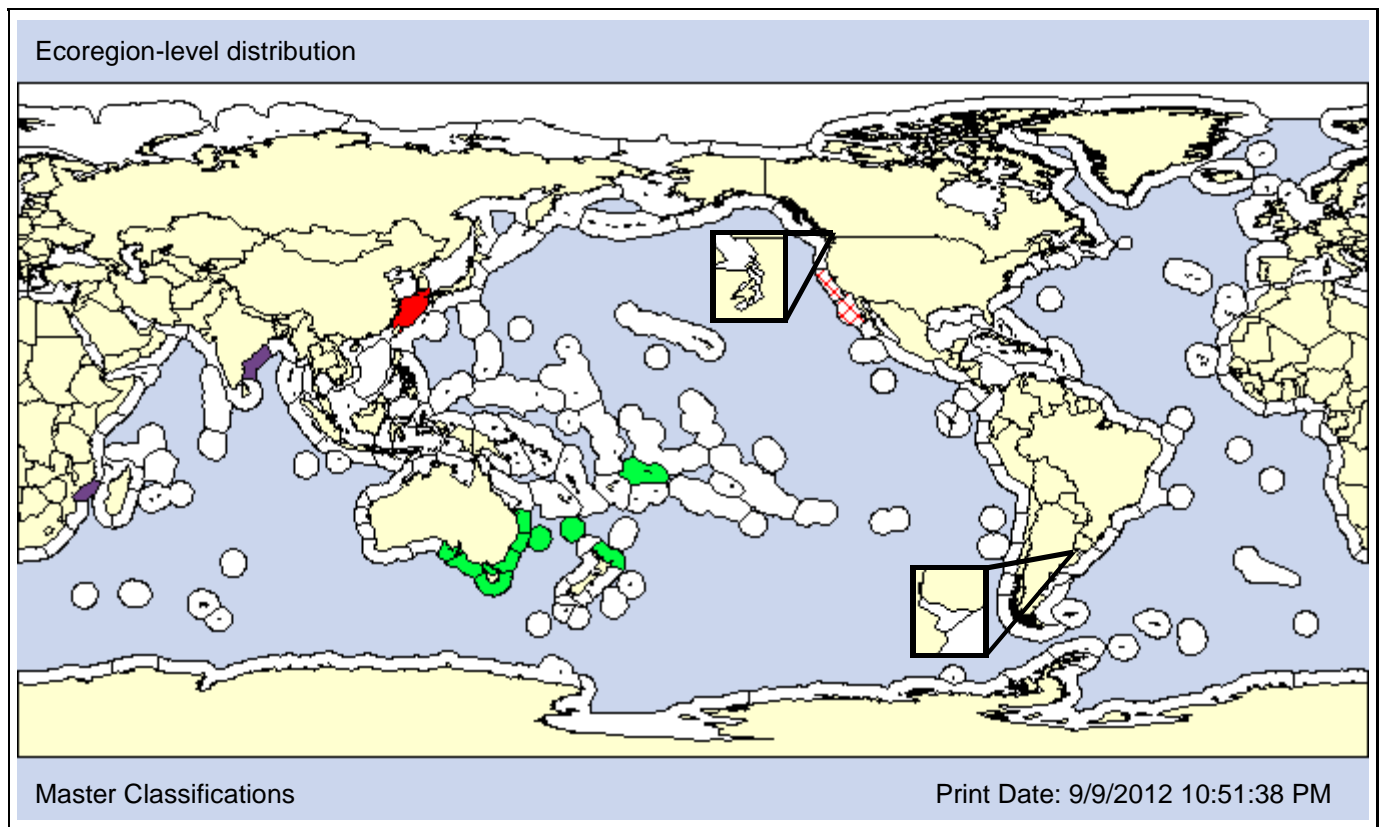 Ecoregion-level distribution
Master Classifications
Print Date: 9/9/2012 10:51:38 PM